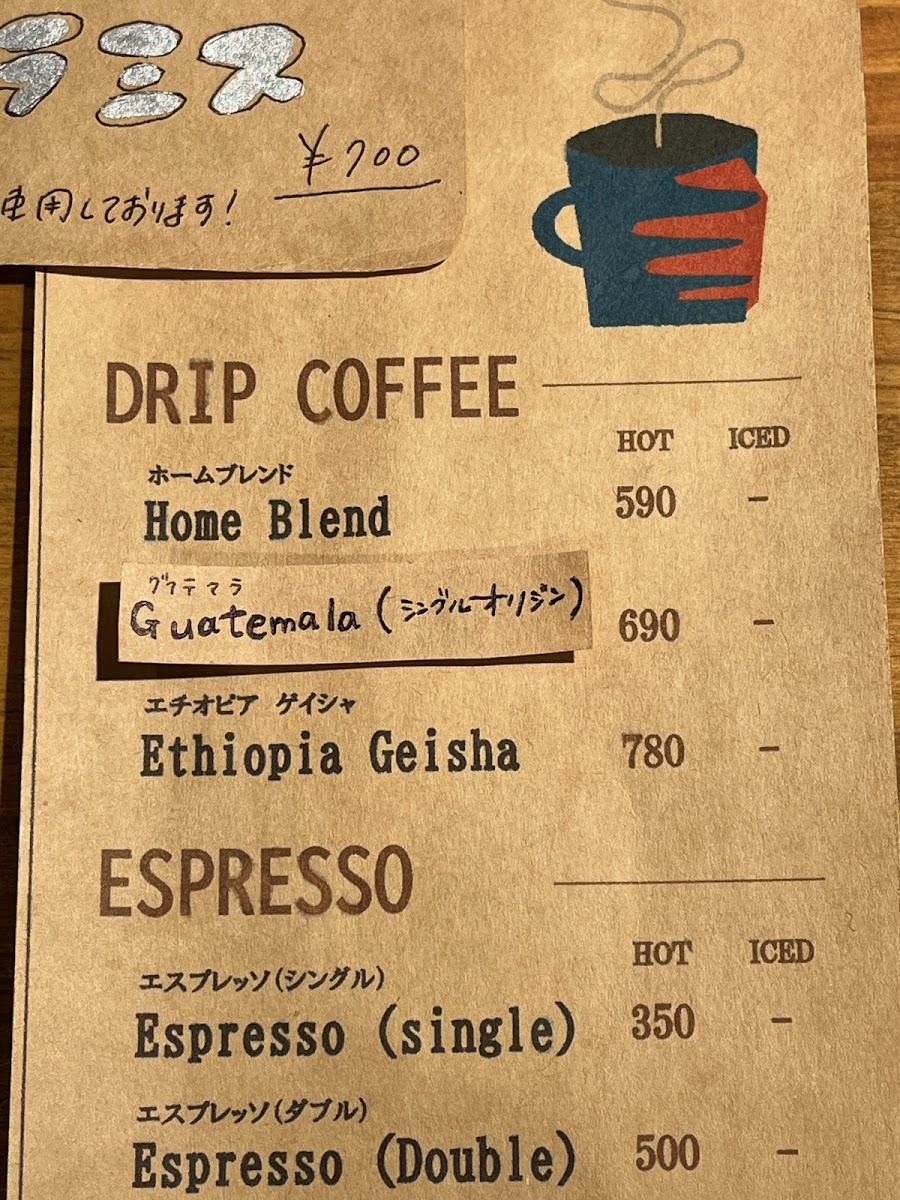 ラミス
¥700
使用しております!
DRIP COFFEE
HOT ICED
ホームブレンド
Home Blend 590 -
グァテマラ
Guatemala (シングルオリジン) 690 -
エチオピア ゲイシャ
Ethiopia Geisha 780 -
ESPRESSO
HOT ICED
エスプレッソ(シングル)
Espresso (single) 350 -
エスプレッソ(ダブル)
Espresso (Double) 500 -